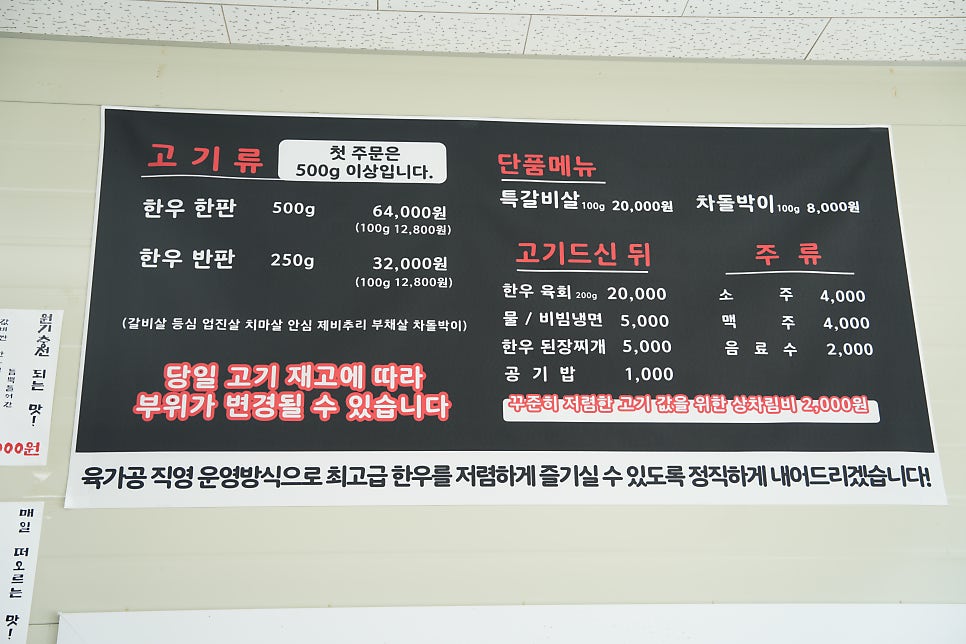 고기류
첫 주문은
500g 이상입니다.
한우 한판 500g 64,000원
(100g 12,800원)
한우 반판 250g 32,000원
(100g 12,800원)
(갈비살 등심 업진살 치마살 안심 제비추리 부채살 차돌박이)
당일 고기 재고에 따라
부위가 변경될 수 있습니다
단품메뉴
특갈비살 100g 20,000원 차돌박이 100g 8,000원
고기드신 뒤
한우 육회 200g 20,000
물 / 비빔냉면 5,000
한우 된장찌개 5,000
공기밥 1,000
주류
소주 4,000
맥주 4,000
음료수 2,000
꾸준히 저렴한 고기 값을 위한 상차림비 2,000원
육가공 직영 운영방식으로 최고급 한우를 저렴하게 즐기실 수 있도록 정직하게 내어드리겠습니다!
원기충전 되는 맛!
000원
매일 떠오르는 맛!